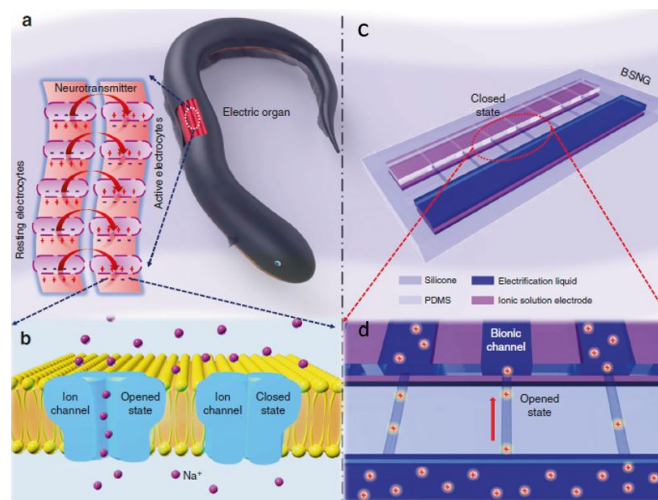 a
Neurotransmitter
Resting electrocytes
Active electrocytes
Electric organ
b
Ion
channel
Opened
state
Ion
channel
Closed
state
Na⁺
c
BSNG
Closed
state
Silicone
Electrification liquid
PDMS
Ionic solution electrode
d
Bionic
channel
Opened
state